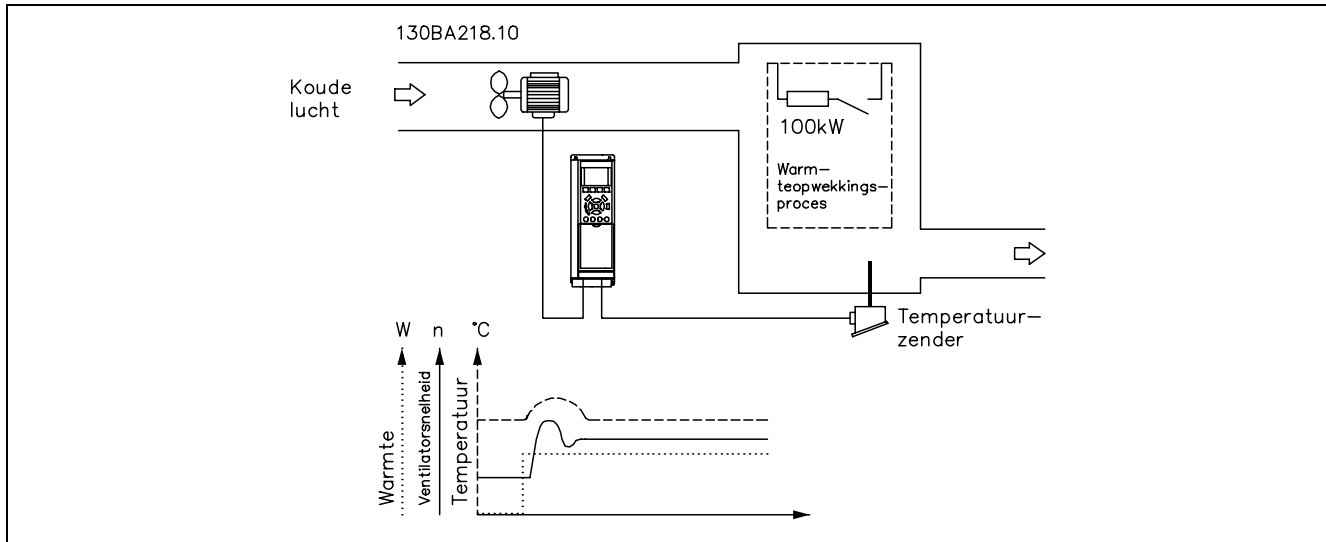 130BA218.10
Koude
lucht
100kW
Warm-
teopwekkings-
proces
Temperatuur-
zender
W n °C
Warmte
Ventilatorsnelheid
Temperatuur